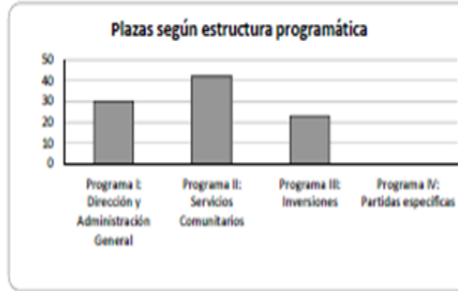 Plazas según estructura programática
50
40
30
20
10
0
Programa I:
Dirección y
Administración
General
Programa II:
Servicios
Comunitarios
Programa III:
Inversiones
Programa IV:
Partidas específicas